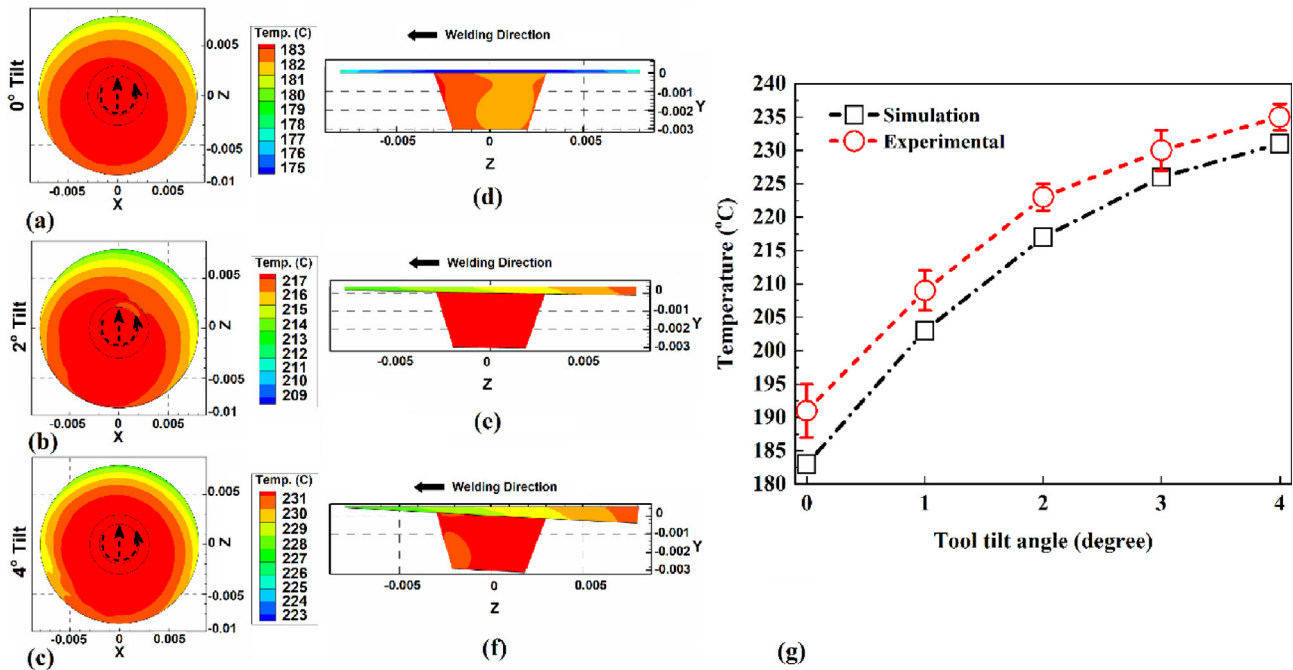 0° Tilt
Temp. (C)
183
182
181
180
179
178
177
176
175
0.005
0 Z
-0.005
-0.01
-0.005
0
0.005
X
(a)
Welding Direction
0
-0.001
-0.002
-0.003
Y
-0.005
0
0.005
Z
(d)
2° Tilt
Temp. (C)
217
216
215
214
213
212
211
210
209
0.005
0 Z
-0.005
-0.01
-0.005
0
0.005
X
(b)
Welding Direction
0
-0.001
-0.002
-0.003
Y
-0.005
0
0.005
Z
(e)
4° Tilt
Temp. (C)
231
230
229
228
227
226
225
224
223
0.005
0 Z
-0.005
-0.01
-0.005
0
0.005
X
(c)
Welding Direction
0
-0.001
-0.002
-0.003
Y
-0.005
0
0.005
Z
(f)
Simulation
Experimental
Temperature (°C)
240
235
230
225
220
215
210
205
200
195
190
185
180
0
1
2
3
4
Tool tilt angle (degree)
(g)